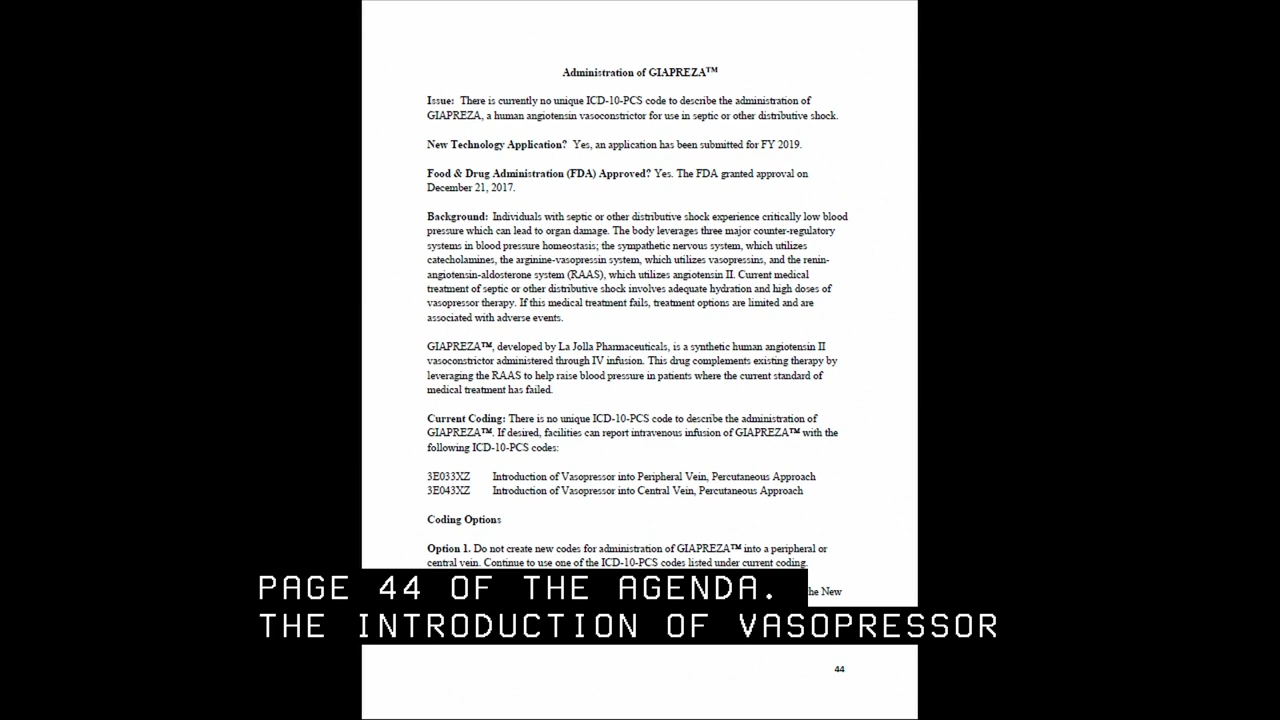 Administration of GIAPREZA™
Issue: There is currently no unique ICD-10-PCS code to describe the administration of
GIAPREZA, a human angiotensin vasoconstrictor for use in septic or other distributive shock.
New Technology Application? Yes, an application has been submitted for FY 2019.
Food & Drug Administration (FDA) Approved? Yes. The FDA granted approval on
December 21, 2017.
Background: Individuals with septic or other distributive shock experience critically low blood
pressure which can lead to organ damage. The body leverages three major counter-regulatory
systems in blood pressure homeostasis; the sympathetic nervous system, which utilizes
catecholamines, the arginine-vasopressin system, which utilizes vasopressins, and the renin-
angiotensin-aldosterone system (RAAS), which utilizes angiotensin II. Current medical
treatment of septic or other distributive shock involves adequate hydration and high doses of
vasopressor therapy. If this medical treatment fails, treatment options are limited and are
associated with adverse events.
GIAPREZA™, developed by La Jolla Pharmaceuticals, is a synthetic human angiotensin II
vasoconstrictor administered through IV infusion. This drug complements existing therapy by
leveraging the RAAS to help raise blood pressure in patients where the current standard of
medical treatment has failed.
Current Coding: There is no unique ICD-10-PCS code to describe the administration of
GIAPREZA™. If desired, facilities can report intravenous infusion of GIAPREZA™ with the
following ICD-10-PCS codes:
3E033XZ Introduction of Vasopressor into Peripheral Vein, Percutaneous Approach
3E043XZ Introduction of Vasopressor into Central Vein, Percutaneous Approach
Coding Options
Option 1. Do not create new codes for administration of GIAPREZA™ into a peripheral or
central vein. Continue to use one of the ICD-10-PCS codes listed under current coding.
he New
PAGE 44 OF THE AGENDA.
THE INTRODUCTION OF VASOPRESSOR
44